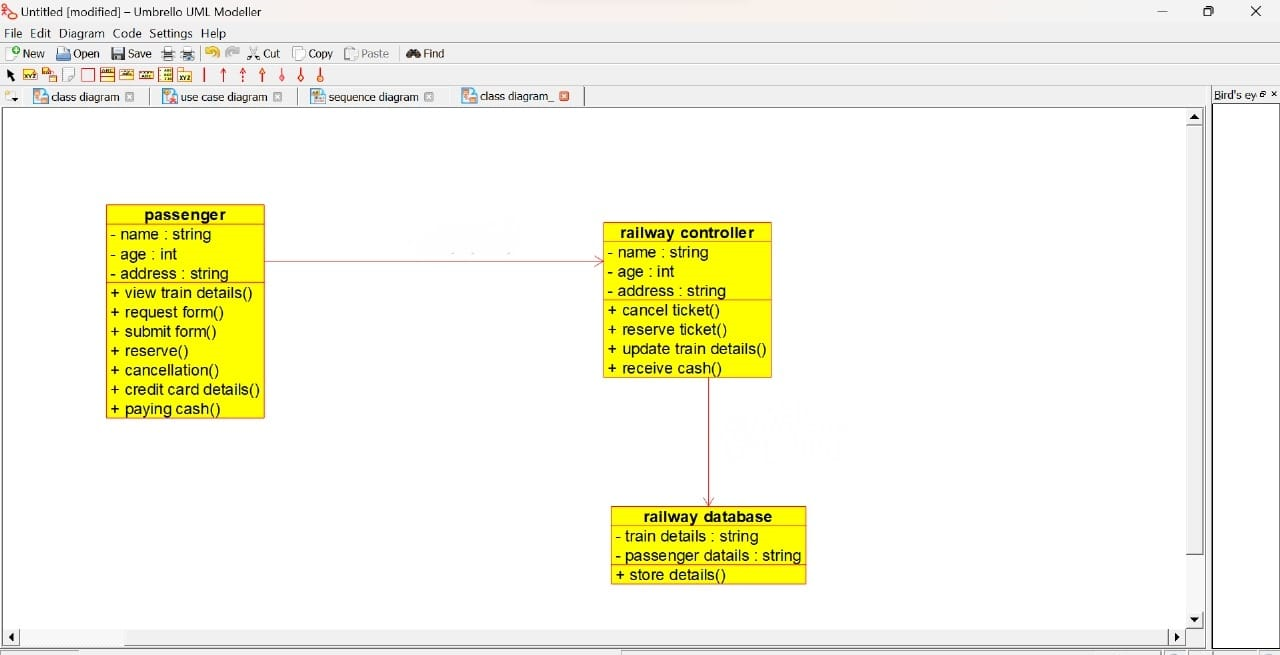 Untitled [modified] – Umbrello UML Modeller
File Edit Diagram Code Settings Help
New Open Save Cut Copy Paste Find
class diagram use case diagram sequence diagram class diagram_
Bird's ey
passenger
- name : string
- age : int
- address : string
+ view train details()
+ request form()
+ submit form()
+ reserve()
+ cancellation()
+ credit card details()
+ paying cash()
railway controller
- name : string
- age : int
- address : string
+ cancel ticket()
+ reserve ticket()
+ update train details()
+ receive cash()
railway database
- train details : string
- passenger datails : string
+ store details()